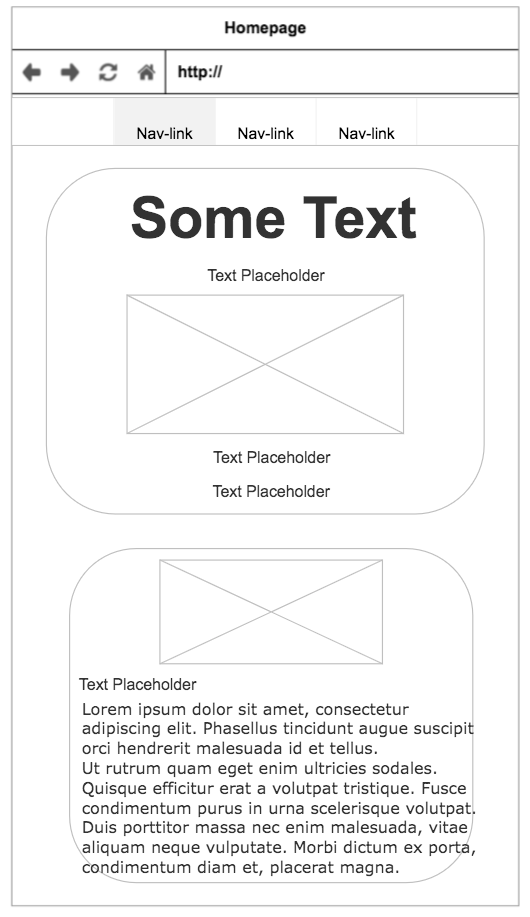 Homepage
http://
Nav-link Nav-link Nav-link
Some Text
Text Placeholder
Text Placeholder
Text Placeholder
Text Placeholder
Lorem ipsum dolor sit amet, consectetur
adipiscing elit. Phasellus tincidunt augue suscipit
orci hendrerit malesuada id et tellus.
Ut rutrum quam eget enim ultricies sodales.
Quisque efficitur erat a volutpat tristique. Fusce
condimentum purus in urna scelerisque volutpat.
Duis porttitor massa nec enim malesuada, vitae
aliquam neque vulputate. Morbi dictum ex porta,
condimentum diam et, placerat magna.